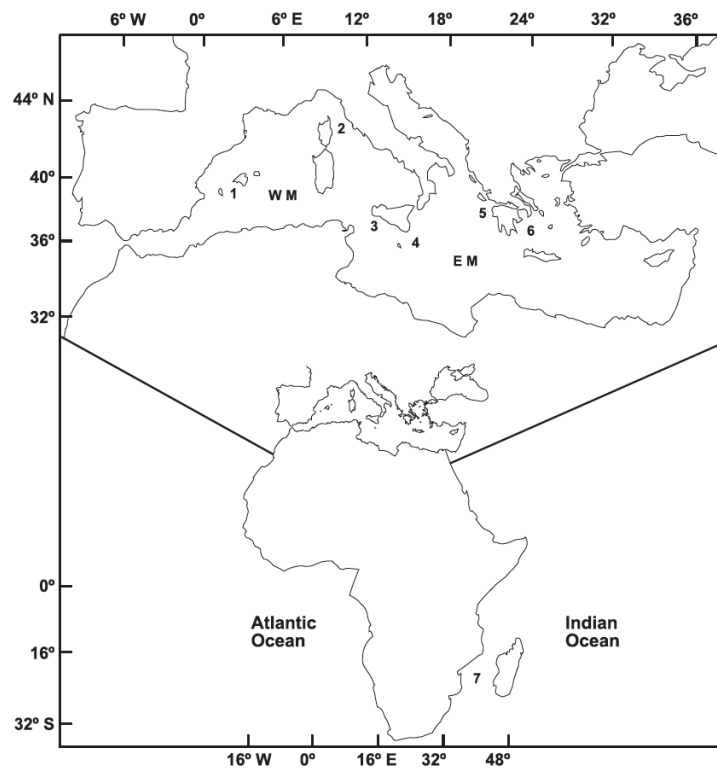 6º W 0º 6º E 12º 18º 24º 32º 36º
44º N
2
40º
1 W M
5
3 6
36º 4
E M
32º
0º
Atlantic Indian
Ocean Ocean
16º
7
32º S
16º W 0º 16º E 32º 48º